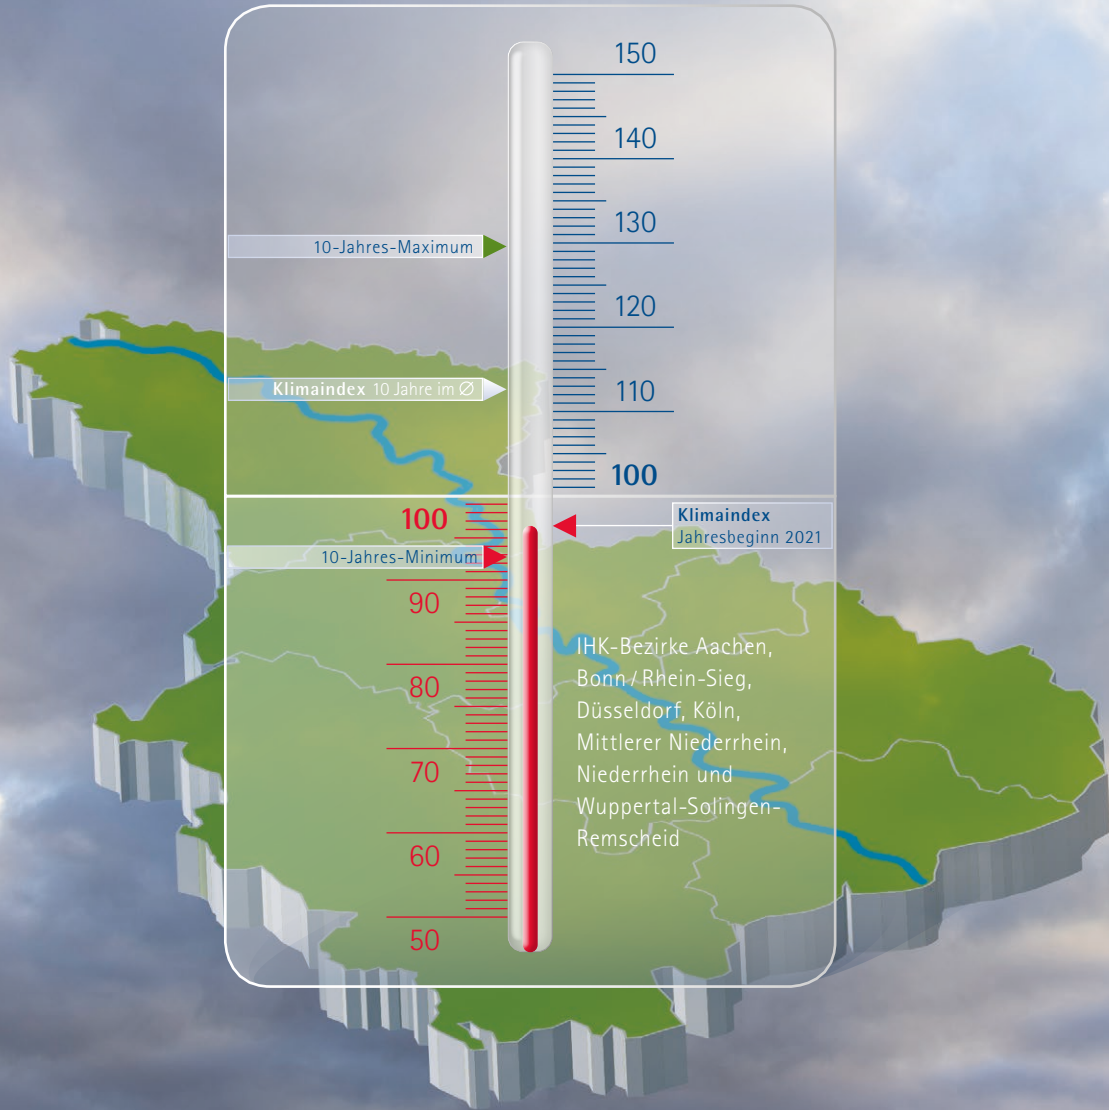 150
140
130
10-Jahres-Maximum
120
Klimaindex 10 Jahre im Ø
110
100
100
Klimaindex
Jahresbeginn 2021
10-Jahres-Minimum
90
80
70
60
50
IHK-Bezirke Aachen,
Bonn / Rhein-Sieg,
Düsseldorf, Köln,
Mittlerer Niederrhein,
Niederrhein und
Wuppertal-Solingen-
Remscheid